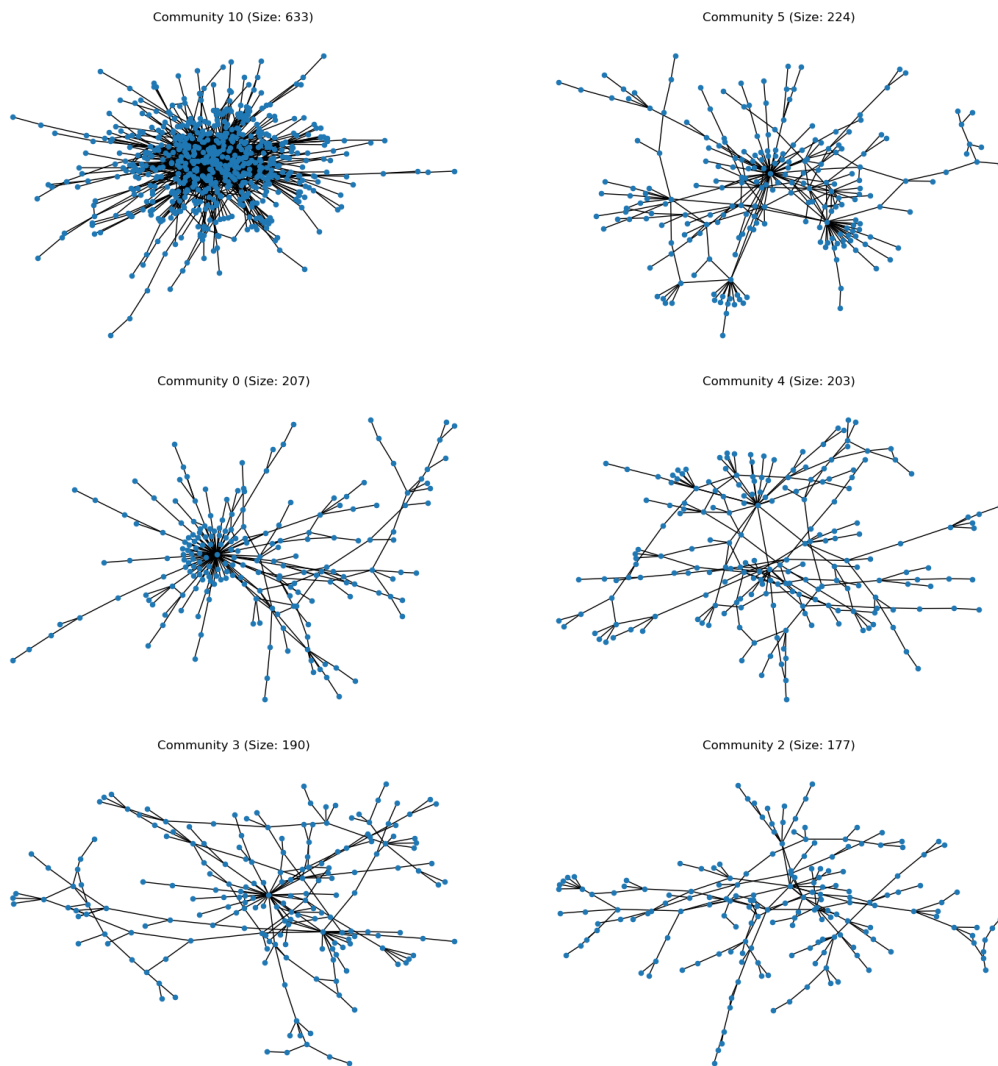 Community 10 (Size: 633)
Community 5 (Size: 224)
Community 0 (Size: 207)
Community 4 (Size: 203)
Community 3 (Size: 190)
Community 2 (Size: 177)